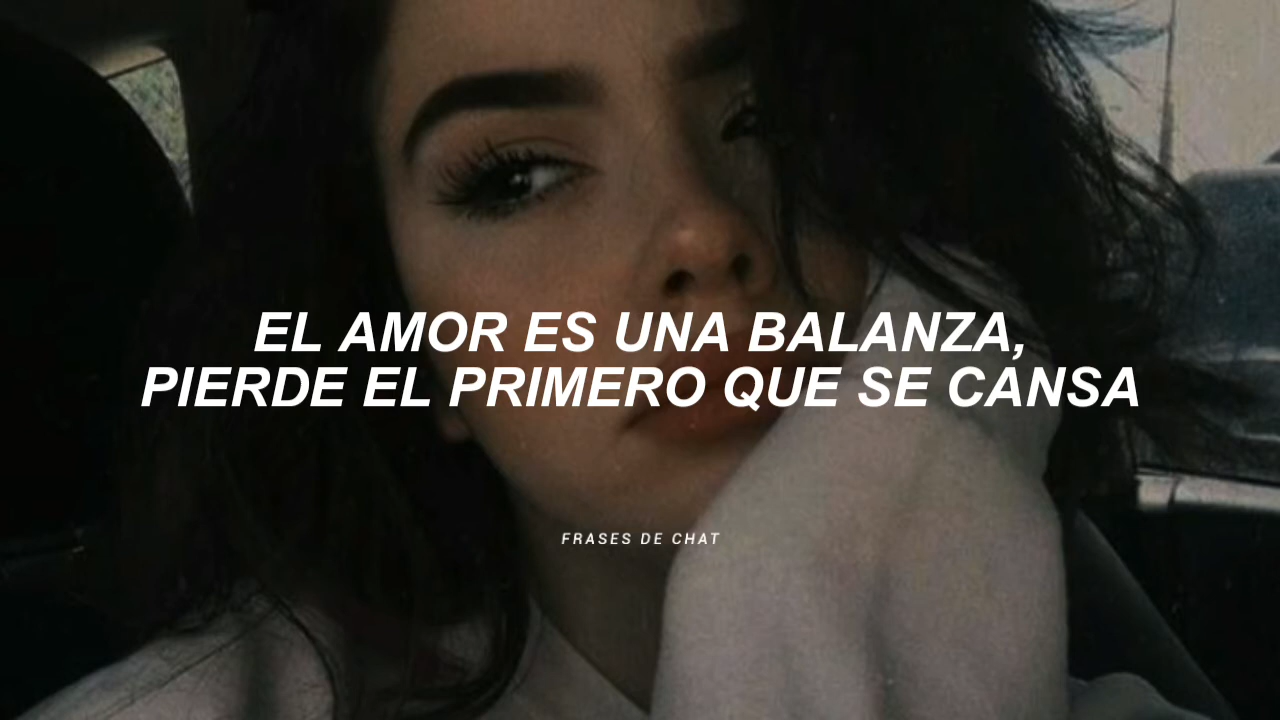 EL AMOR ES UNA BALANZA,
PIERDE EL PRIMERO QUE SE CANSA
FRASES DE CHAT